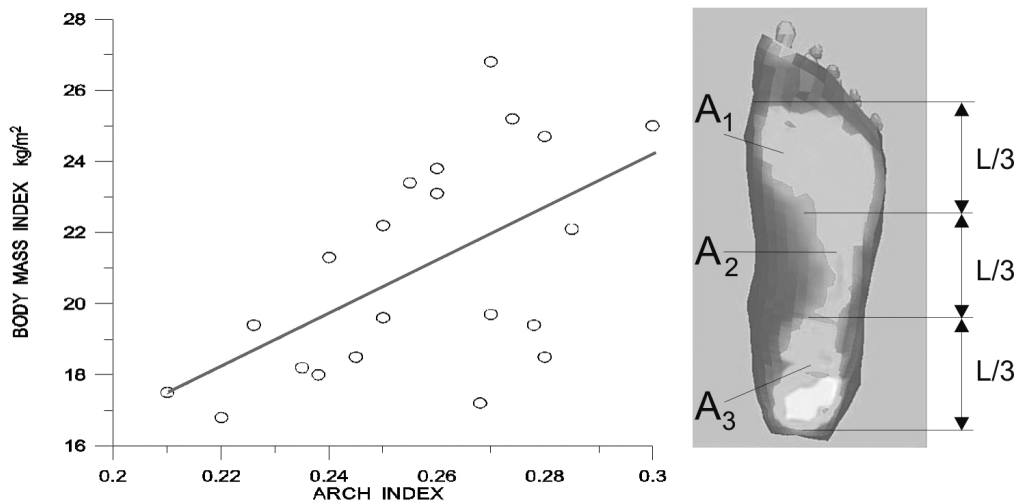 28
26
24
22
20
18
16
BODY MASS INDEX kg/m²
0.2 0.22 0.24 0.26 0.28 0.3
ARCH INDEX
A₁
A₂
A₃
L/3
L/3
L/3